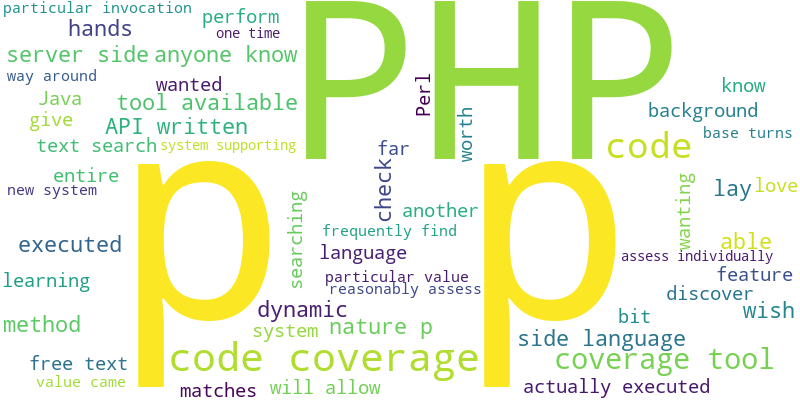 particular invocation
hands
perform
one time
PHP
server side
anyone know
way around
wanted
Perl
know
Java
tool available
background
give
API written
worth
code
base turns
text search
system supporting
far
entire
check
wanting
new system
searching
another
lay
love
p p
frequently find
executed
language
able
assess individually
learning
particular value
feature
reasonably assess
discover
dynamic
wish
method
system
nature p
bit
side language
free text
code coverage
coverage tool
value came
matches
will allow
actually executed